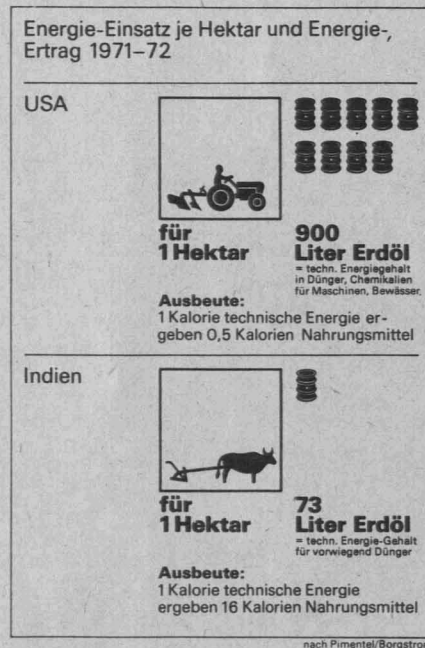 Energie-Einsatz je Hektar und Energie-,
Ertrag 1971–72
USA
für
1 Hektar
900
Liter Erdöl
= techn. Energiegehalt
in Dünger, Chemikalien
für Maschinen, Bewässer.
Ausbeute:
1 Kalorie technische Energie er-
geben 0,5 Kalorien Nahrungsmittel
Indien
für
1 Hektar
73
Liter Erdöl
= techn. Energie-Gehalt
für vorwiegend Dünger
Ausbeute:
1 Kalorie technische Energie
ergeben 16 Kalorien Nahrungsmittel
nach Pimentel/Borgstrom